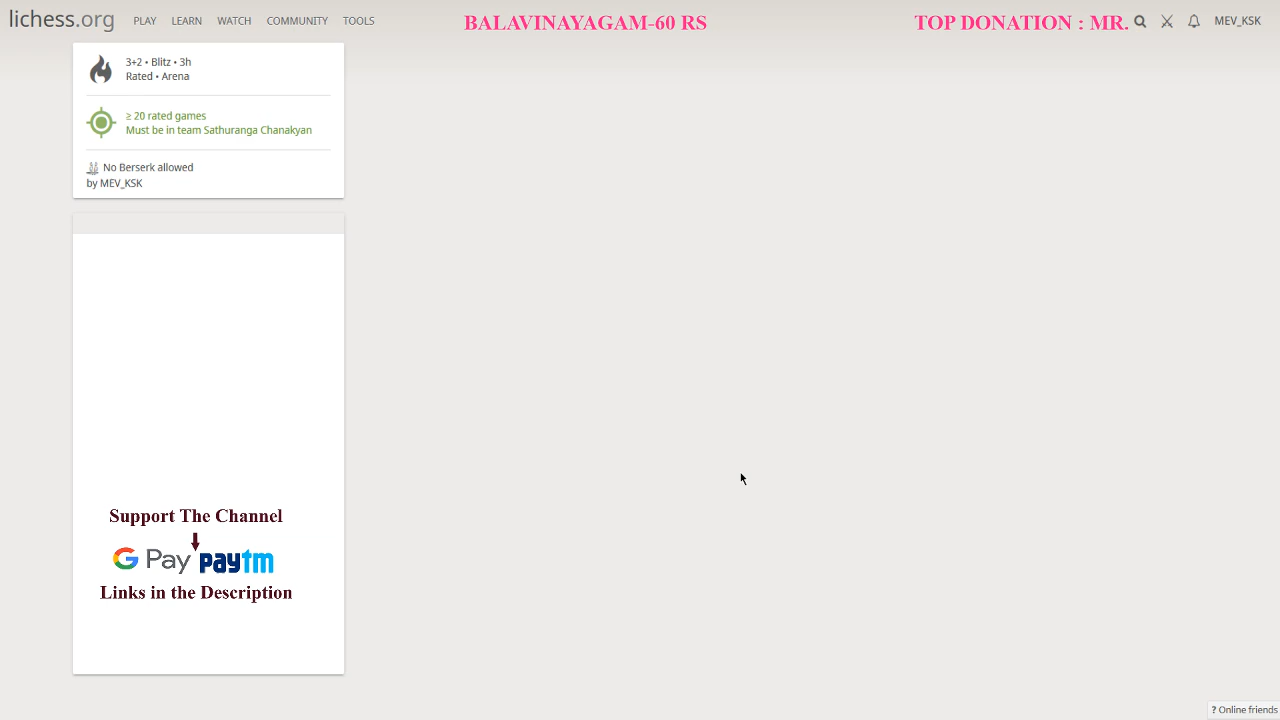 lichess.org PLAY LEARN WATCH COMMUNITY TOOLS BALAVINAYAGAM-60 RS TOP DONATION : MR. MEV_KSK
3+2 • Blitz • 3h
Rated • Arena
≥ 20 rated games
Must be in team Sathuranga Chanakyan
No Berserk allowed
by MEV_KSK
Support The Channel
G Pay paytm
Links in the Description
? Online friends